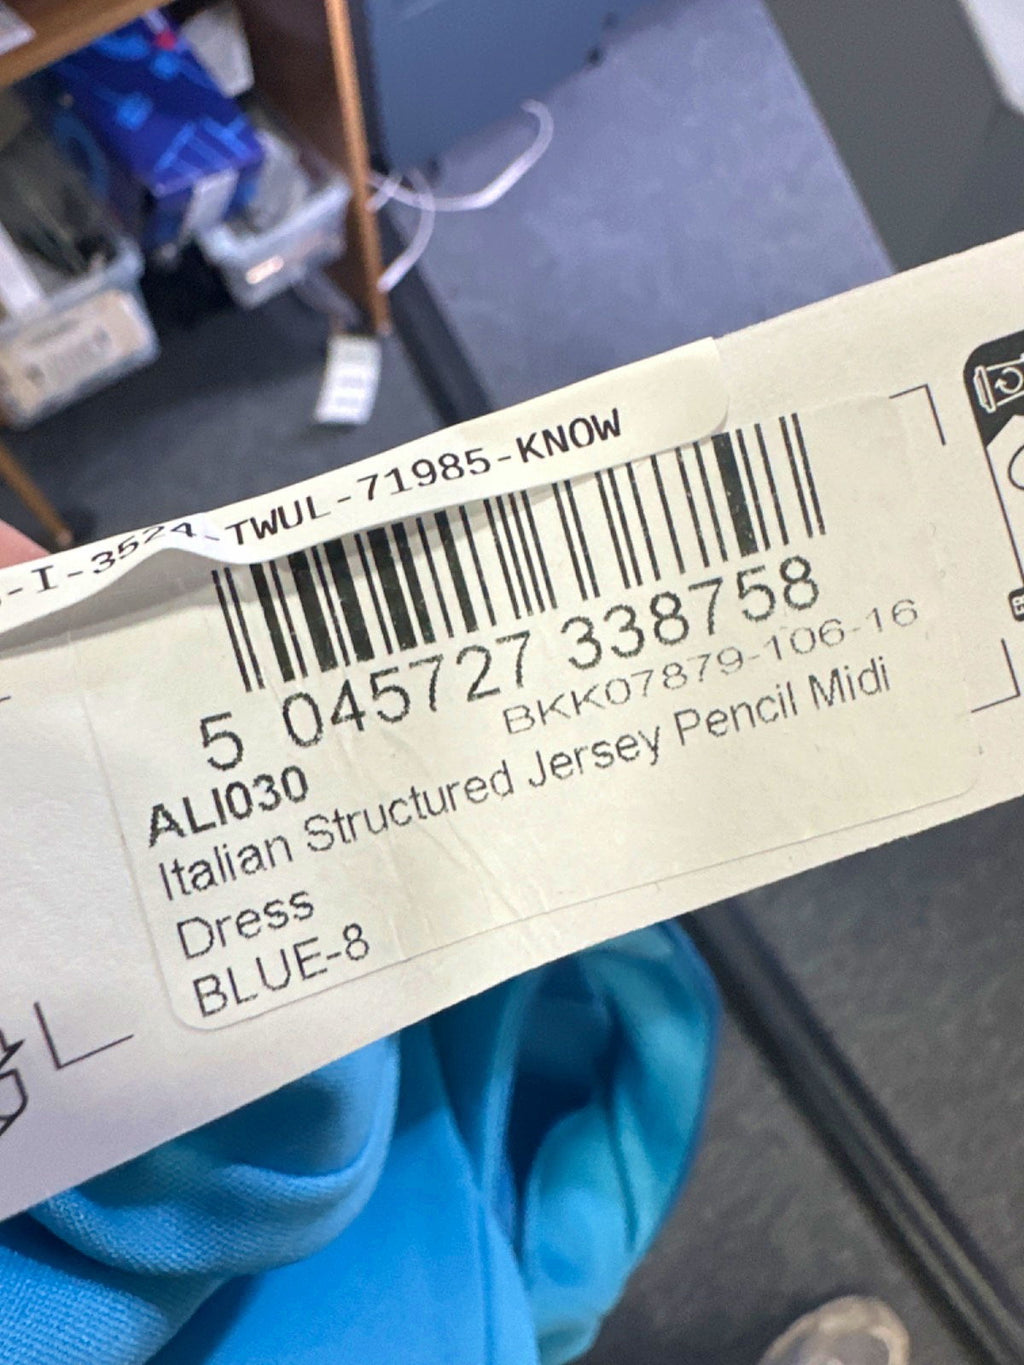 -I-3524-TWUL-71985-KNOW
5 045727 338758
BKK07879-106-16
ALI030
Italian Structured Jersey Pencil Midi
Dress
BLUE-8